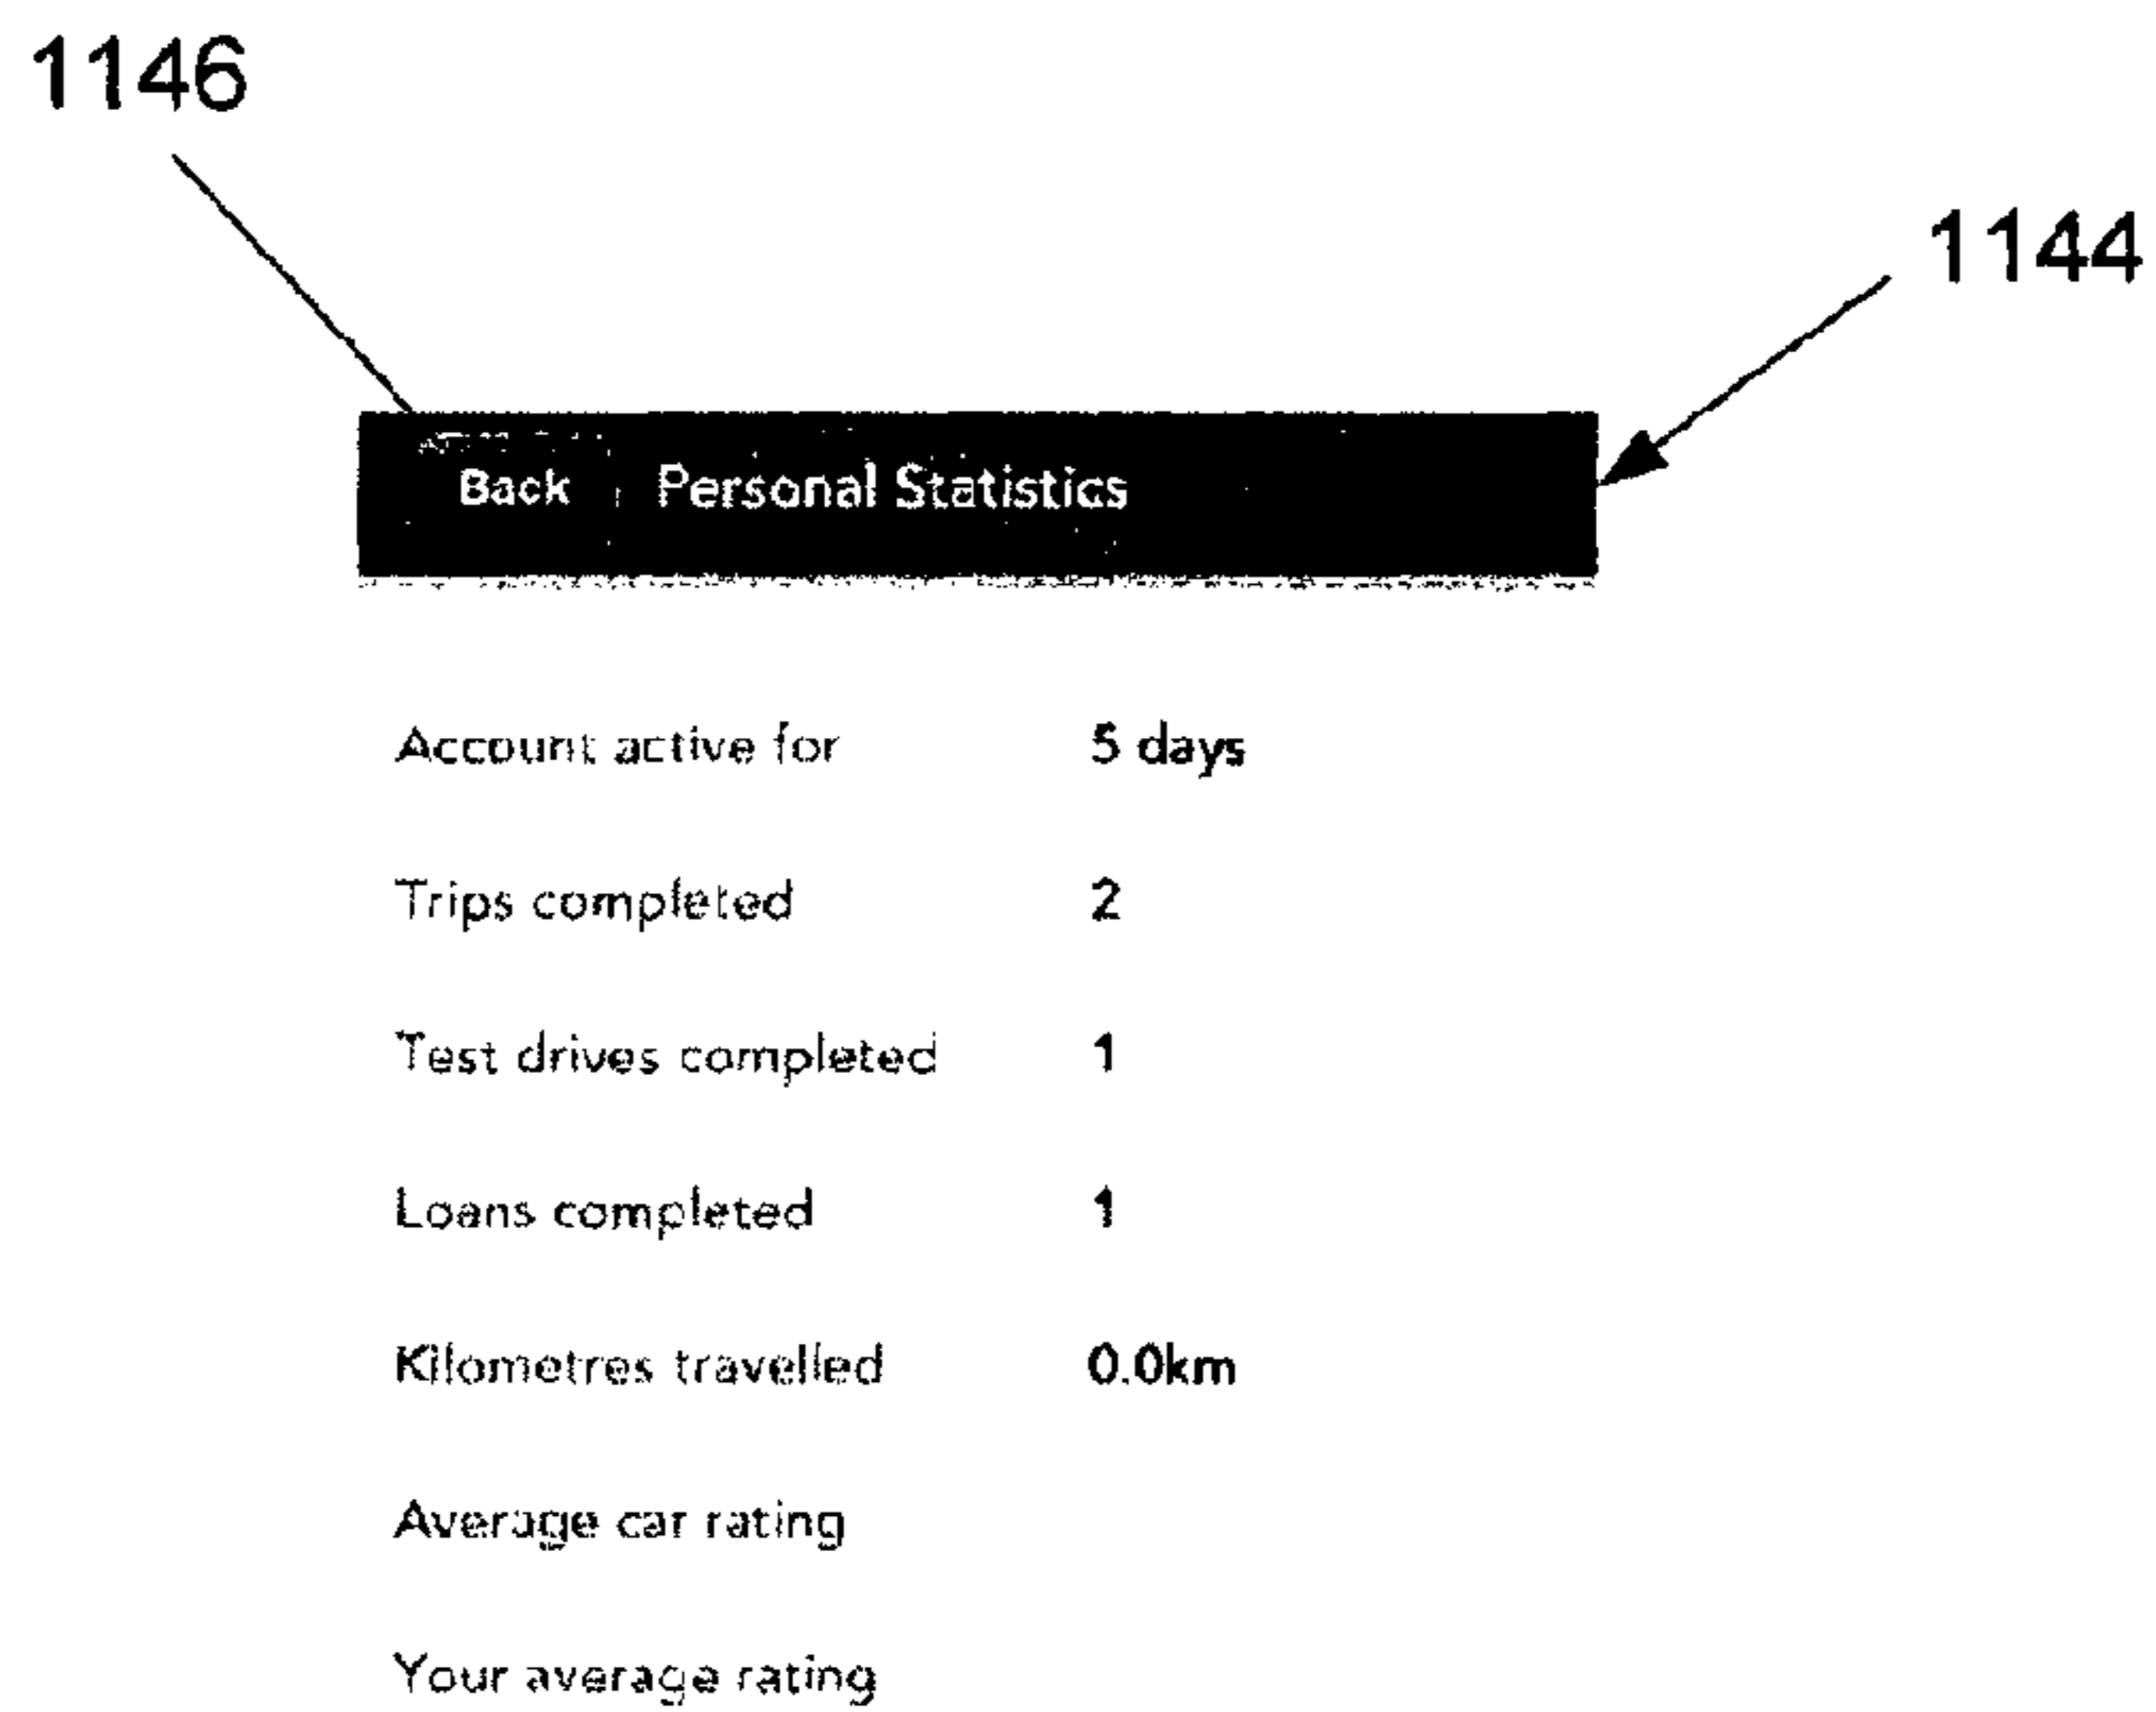 1146
1144
Back Personal Statistics
Account active for 5 days
Trips completed 2
Test drives completed 1
Loans completed 1
Kilometres travelled 0.0km
Average car rating
Your average rating